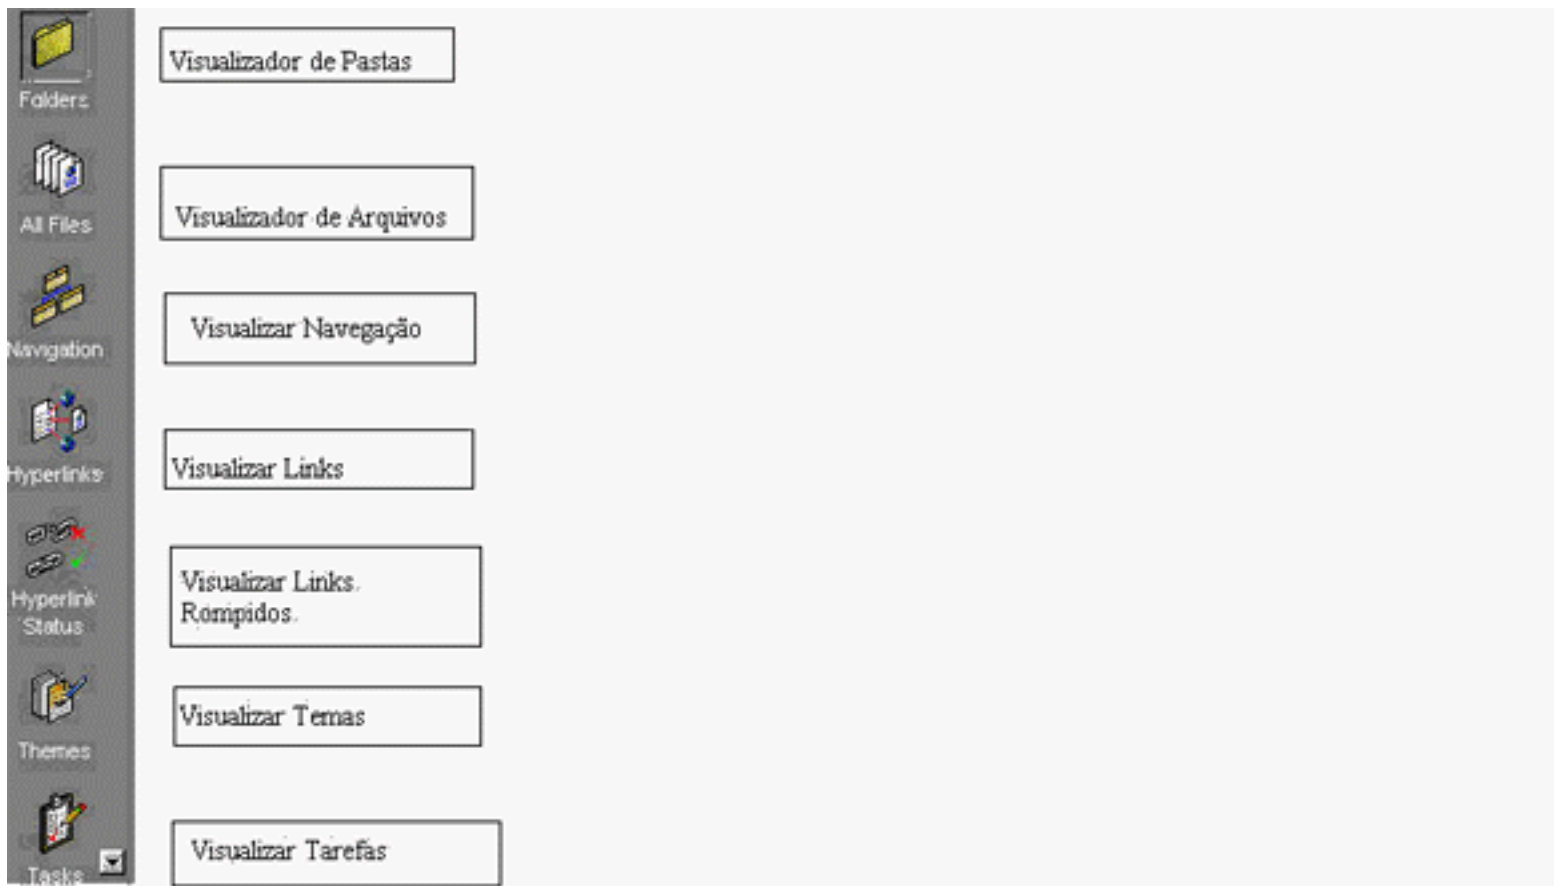 Folders
Visualizador de Pastas
All Files
Visualizador de Arquivos
Navigation
Visualizar Navegação
Hyperlinks
Visualizar Links
Hyperlink
Status
Visualizar Links.
Rompidos.
Themes
Visualizar Temas
Tasks
Visualizar Tarefas